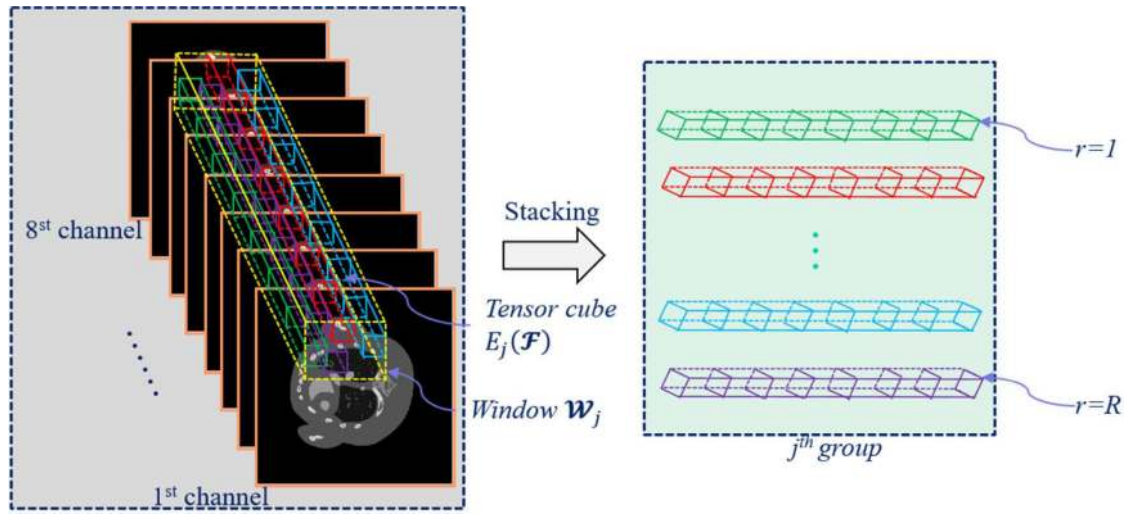 8st channel
1st channel
Stacking
Tensor cube
Ej(𝓕)
Window 𝓦j
r=1
r=R
jth group